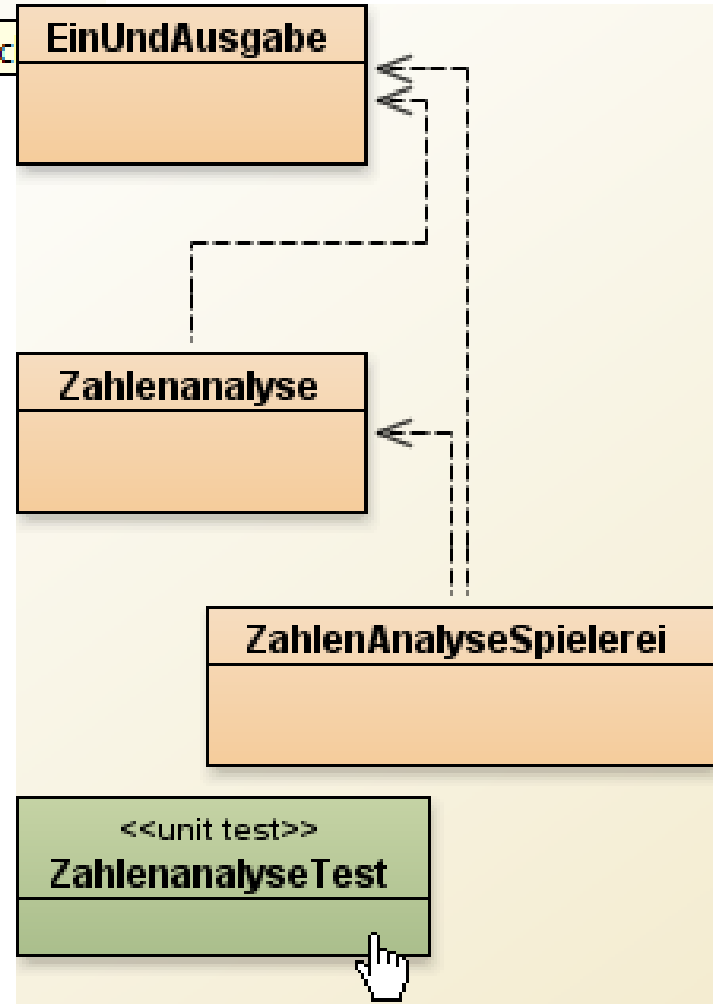 EinUndAusgabe
c
Zahlenanalyse
ZahlenAnalyseSpielerei
<<unit test>>
ZahlenanalyseTest